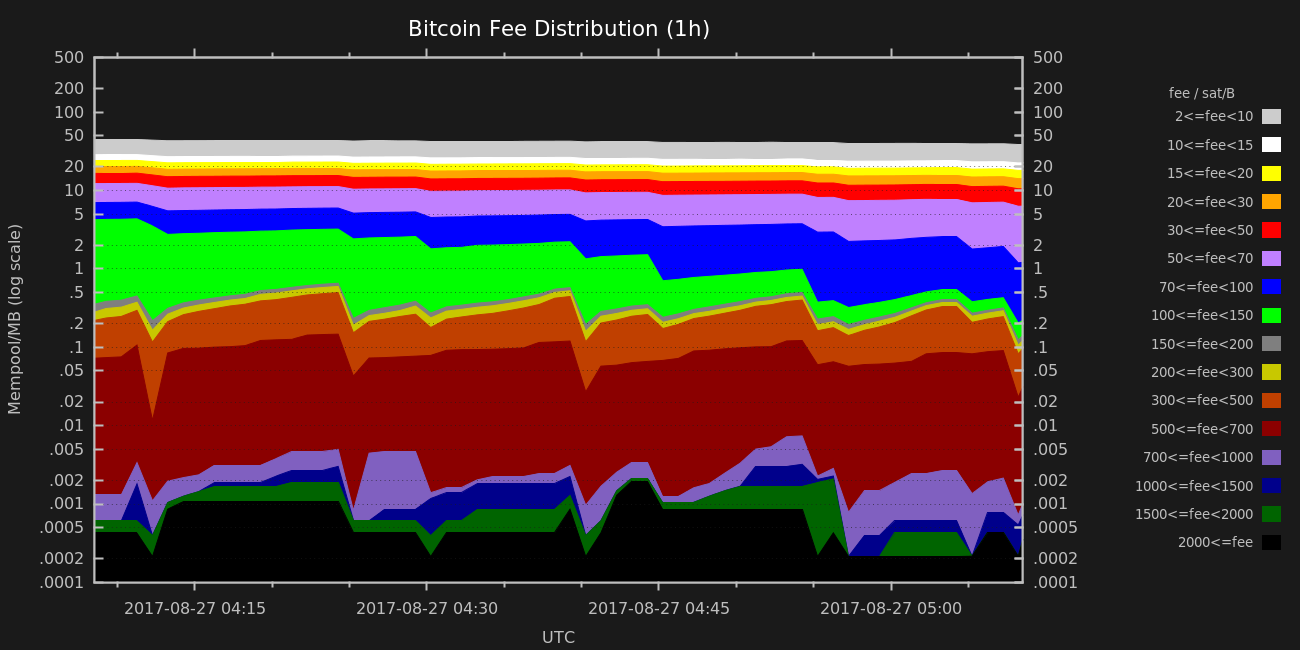 Bitcoin Fee Distribution (1h)
500 500
200 200
100 100
50 50
20 20
10 10
5 5
2 2
1 1
.5 .5
.2 .2
.1 .1
.05 .05
.02 .02
.01 .01
.005 .005
.002 .002
.001 .001
.0005 .0005
.0002 .0002
.0001 .0001
Mempool/MB (log scale)
2017-08-27 04:15 2017-08-27 04:30 2017-08-27 04:45 2017-08-27 05:00
UTC
fee / sat/B
2<=fee<10
10<=fee<15
15<=fee<20
20<=fee<30
30<=fee<50
50<=fee<70
70<=fee<100
100<=fee<150
150<=fee<200
200<=fee<300
300<=fee<500
500<=fee<700
700<=fee<1000
1000<=fee<1500
1500<=fee<2000
2000<=fee